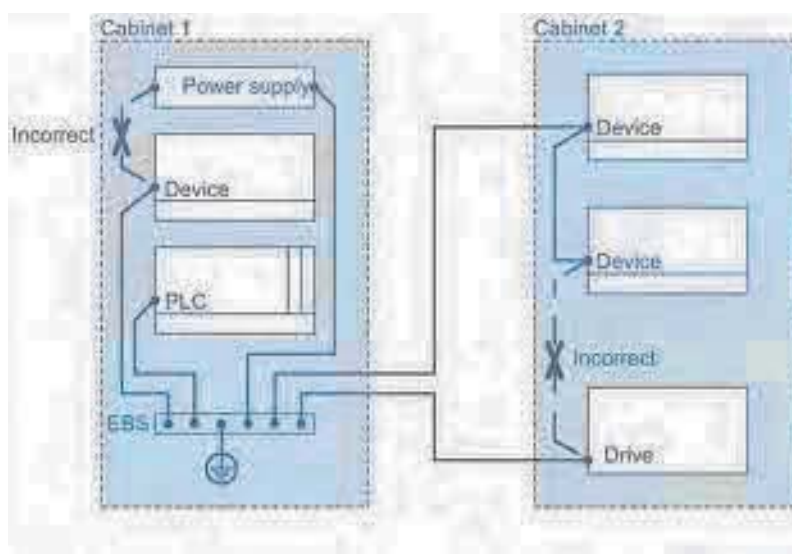 Cabinet 1
Power supply
Incorrect
Device
PLC
EBS
Cabinet 2
Device
Device
Incorrect
Drive